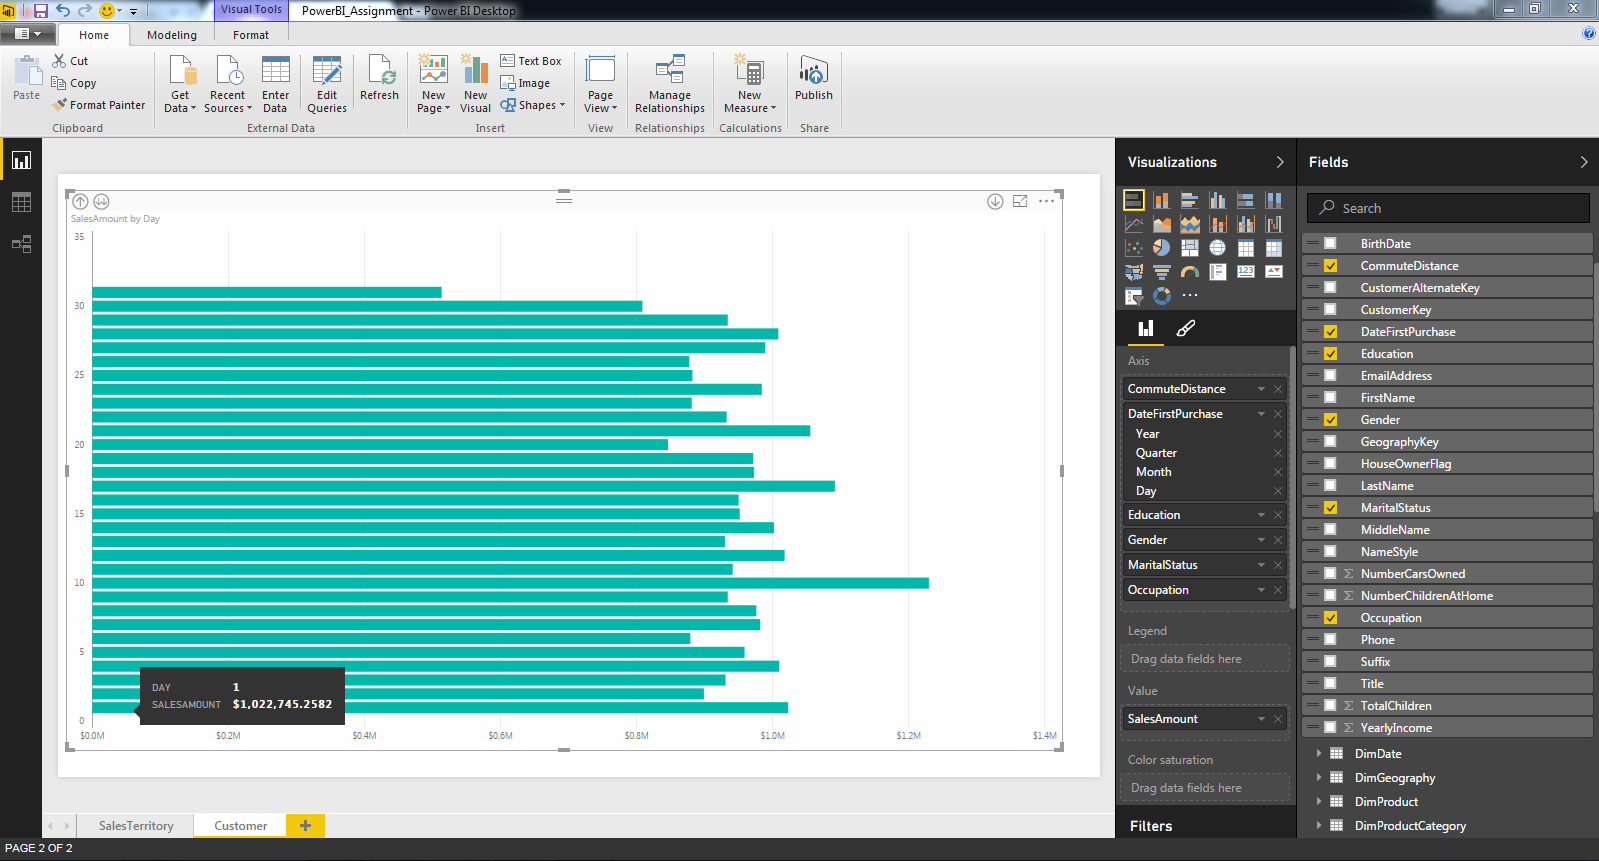 Visual Tools
PowerBI_Assignment - Power BI Desktop
Home Modeling Format
Paste
Cut
Copy
Format Painter
Clipboard
Get Data
Recent Sources
Enter Data
Edit Queries
Refresh
External Data
New Page
New Visual
Text Box
Image
Shapes
Insert
Page View
View
Manage Relationships
Relationships
New Measure
Calculations
Publish
Share
SalesAmount by Day
35
30
25
20
15
10
5
0
DAY 1
SALESAMOUNT $1,022,745.2582
$0.0M $0.2M $0.4M $0.6M $0.8M $1.0M $1.2M $1.4M
SalesTerritory Customer
PAGE 2 OF 2
Visualizations
123
Axis
CommuteDistance
DateFirstPurchase
Year
Quarter
Month
Day
Education
Gender
MaritalStatus
Occupation
Legend
Drag data fields here
Value
SalesAmount
Color saturation
Drag data fields here
Filters
Fields
Search
BirthDate
CommuteDistance
CustomerAlternateKey
CustomerKey
DateFirstPurchase
Education
EmailAddress
FirstName
Gender
GeographyKey
HouseOwnerFlag
LastName
MaritalStatus
MiddleName
NameStyle
Σ NumberCarsOwned
Σ NumberChildrenAtHome
Occupation
Phone
Suffix
Title
Σ TotalChildren
Σ YearlyIncome
DimDate
DimGeography
DimProduct
DimProductCategory